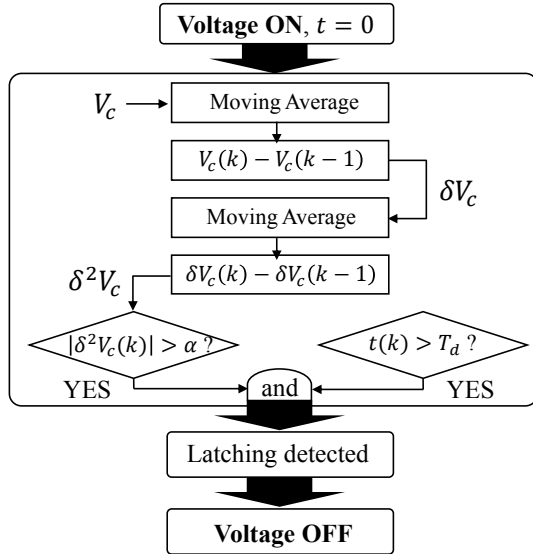 Voltage ON, t = 0
V_c
Moving Average
V_c(k) − V_c(k − 1)
δV_c
Moving Average
δ²V_c
δV_c(k) − δV_c(k − 1)
|δ²V_c(k)| > α ?
t(k) > T_d ?
YES
and
YES
Latching detected
Voltage OFF